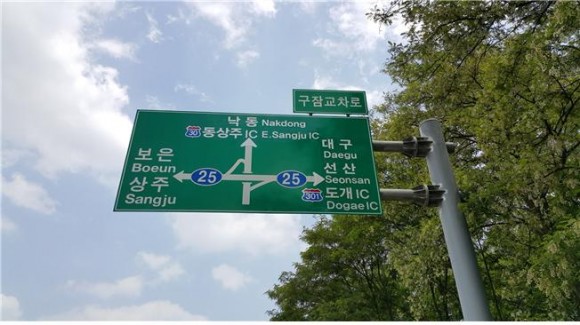 구잠교차로
낙동 Nakdong
30 동상주IC E.Sangju IC
보은
Boeun
상주
Sangju
25
25
대구
Daegu
선산
Seonsan
301 도개IC
Dogae IC